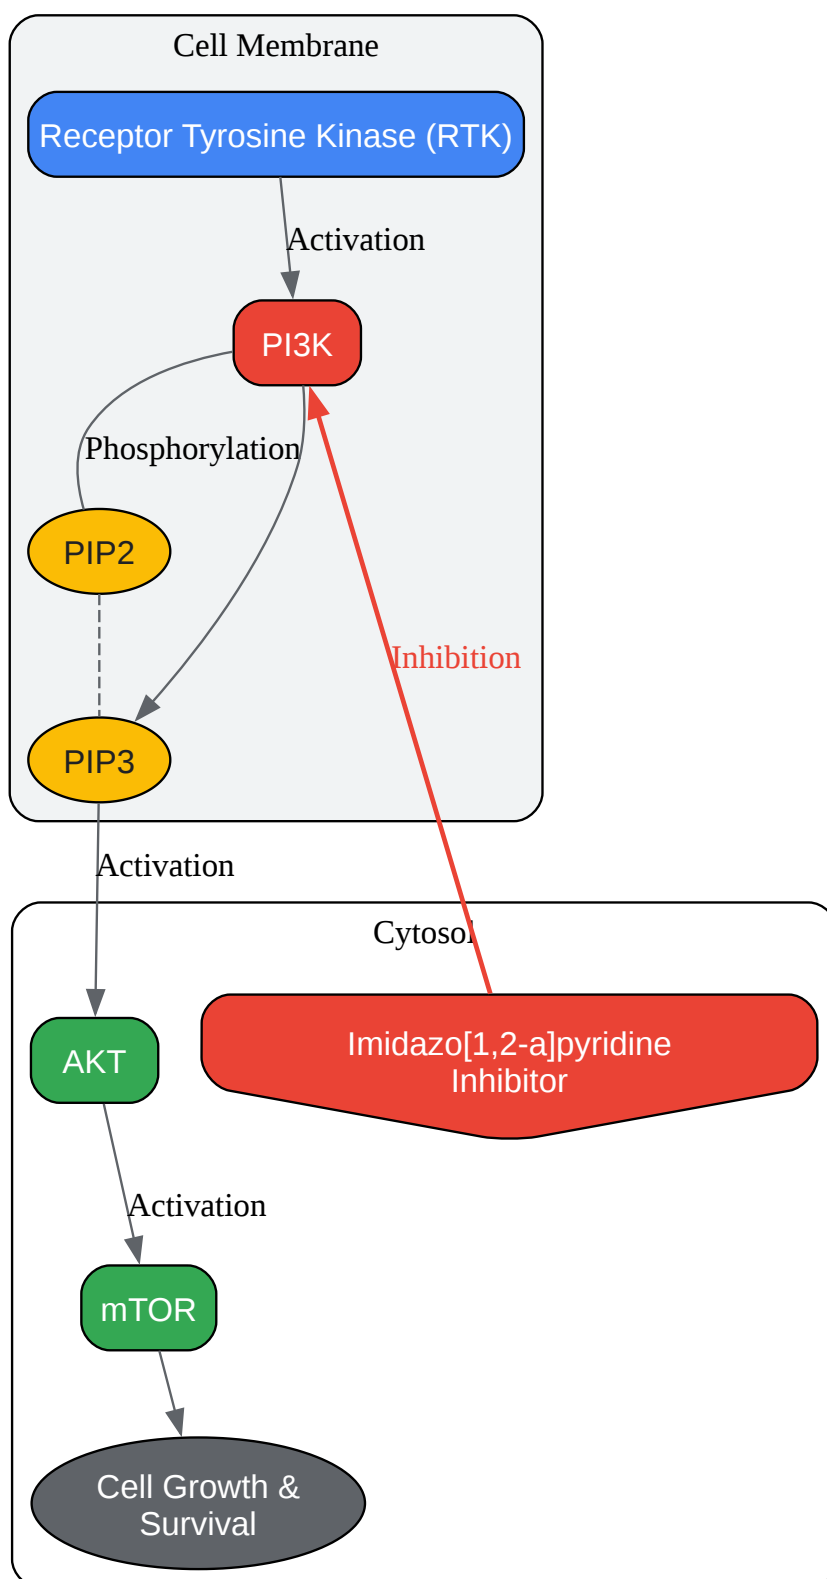 Cell Membrane
Receptor Tyrosine Kinase (RTK)
Activation
PI3K
Phosphorylation
PIP2
Inhibition
PIP3
Activation
Cytosol
Imidazo[1,2-a]pyridine
Inhibitor
AKT
Activation
mTOR
Cell Growth &
Survival